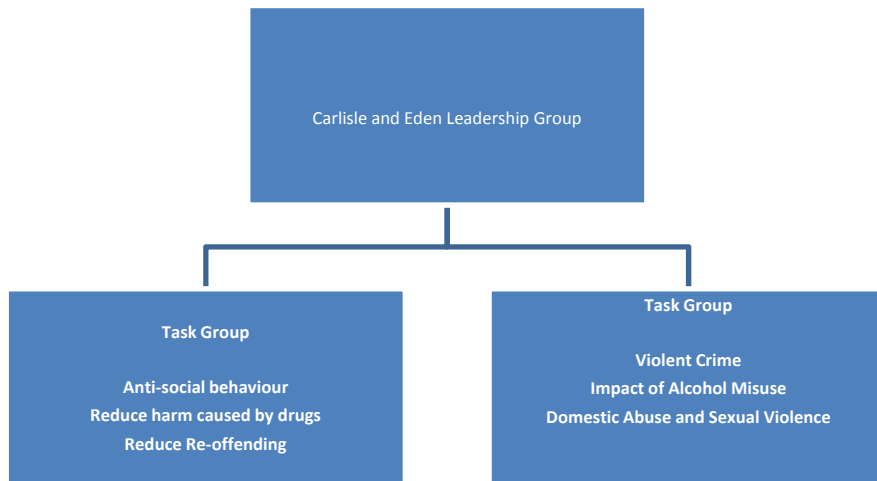 Carlisle and Eden Leadership Group
Task Group
Anti-social behaviour
Reduce harm caused by drugs
Reduce Re-offending
Task Group
Violent Crime
Impact of Alcohol Misuse
Domestic Abuse and Sexual Violence